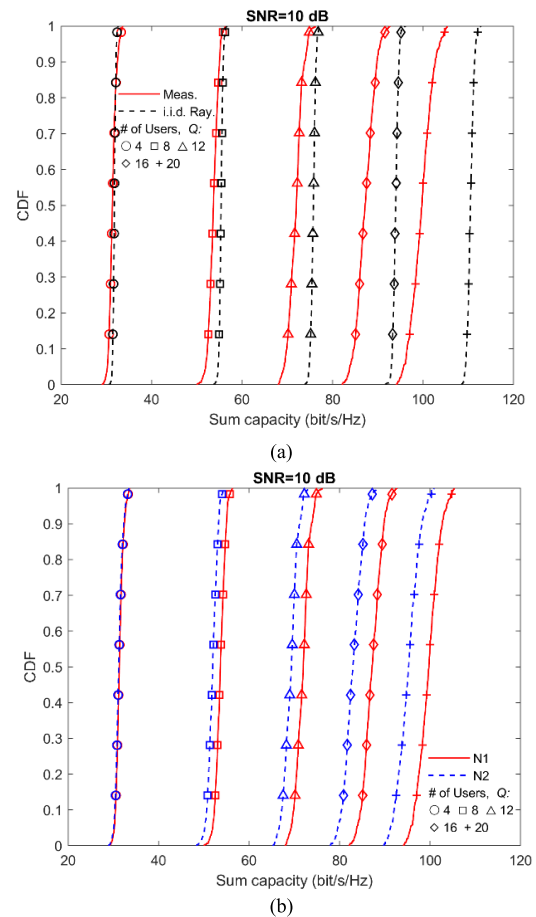 SNR=10 dB
1
0.9
0.8
0.7
0.6
0.5
0.4
0.3
0.2
0.1
0
CDF
Meas.
i.i.d. Ray.
# of Users, Q:
4 8 12
16 20
20 40 60 80 100 120
Sum capacity (bit/s/Hz)
(a)
SNR=10 dB
1
0.9
0.8
0.7
0.6
0.5
0.4
0.3
0.2
0.1
0
CDF
N1
N2
# of Users, Q:
4 8 12
16 20
20 40 60 80 100 120
Sum capacity (bit/s/Hz)
(b)